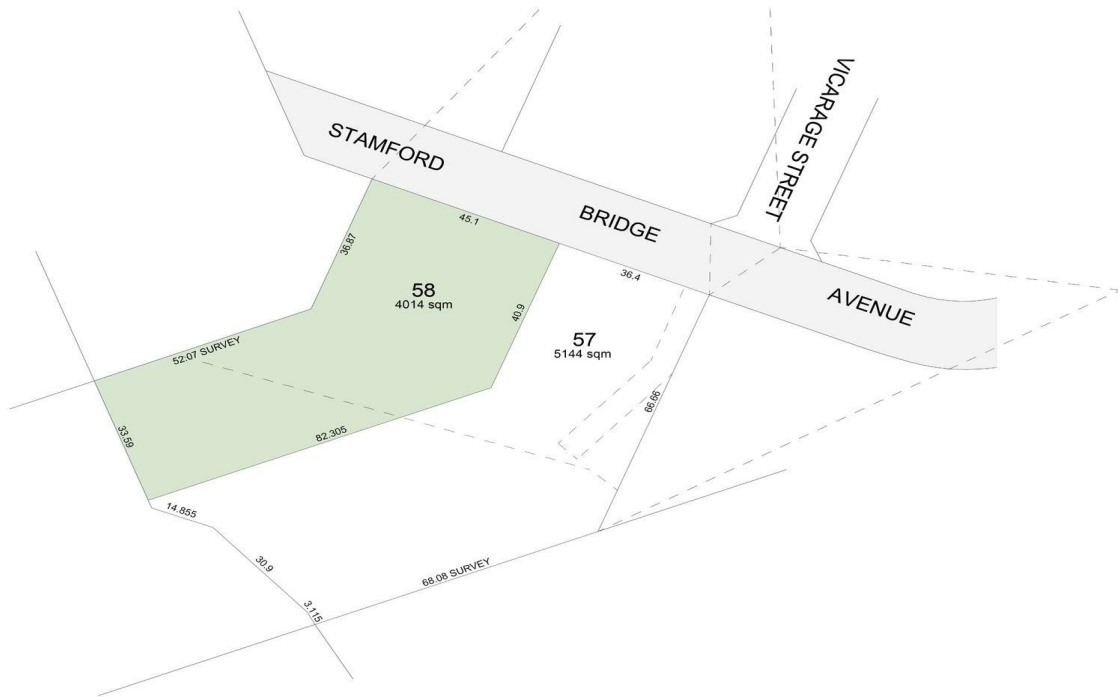 VICARAGE STREET
STAMFORD
BRIDGE
AVENUE
45.1
36.4
36.87
58
4014 sqm
40.9
57
5144 sqm
52.07 SURVEY
66.66
33.59
82.305
14.855
30.9
68.08 SURVEY
3.115